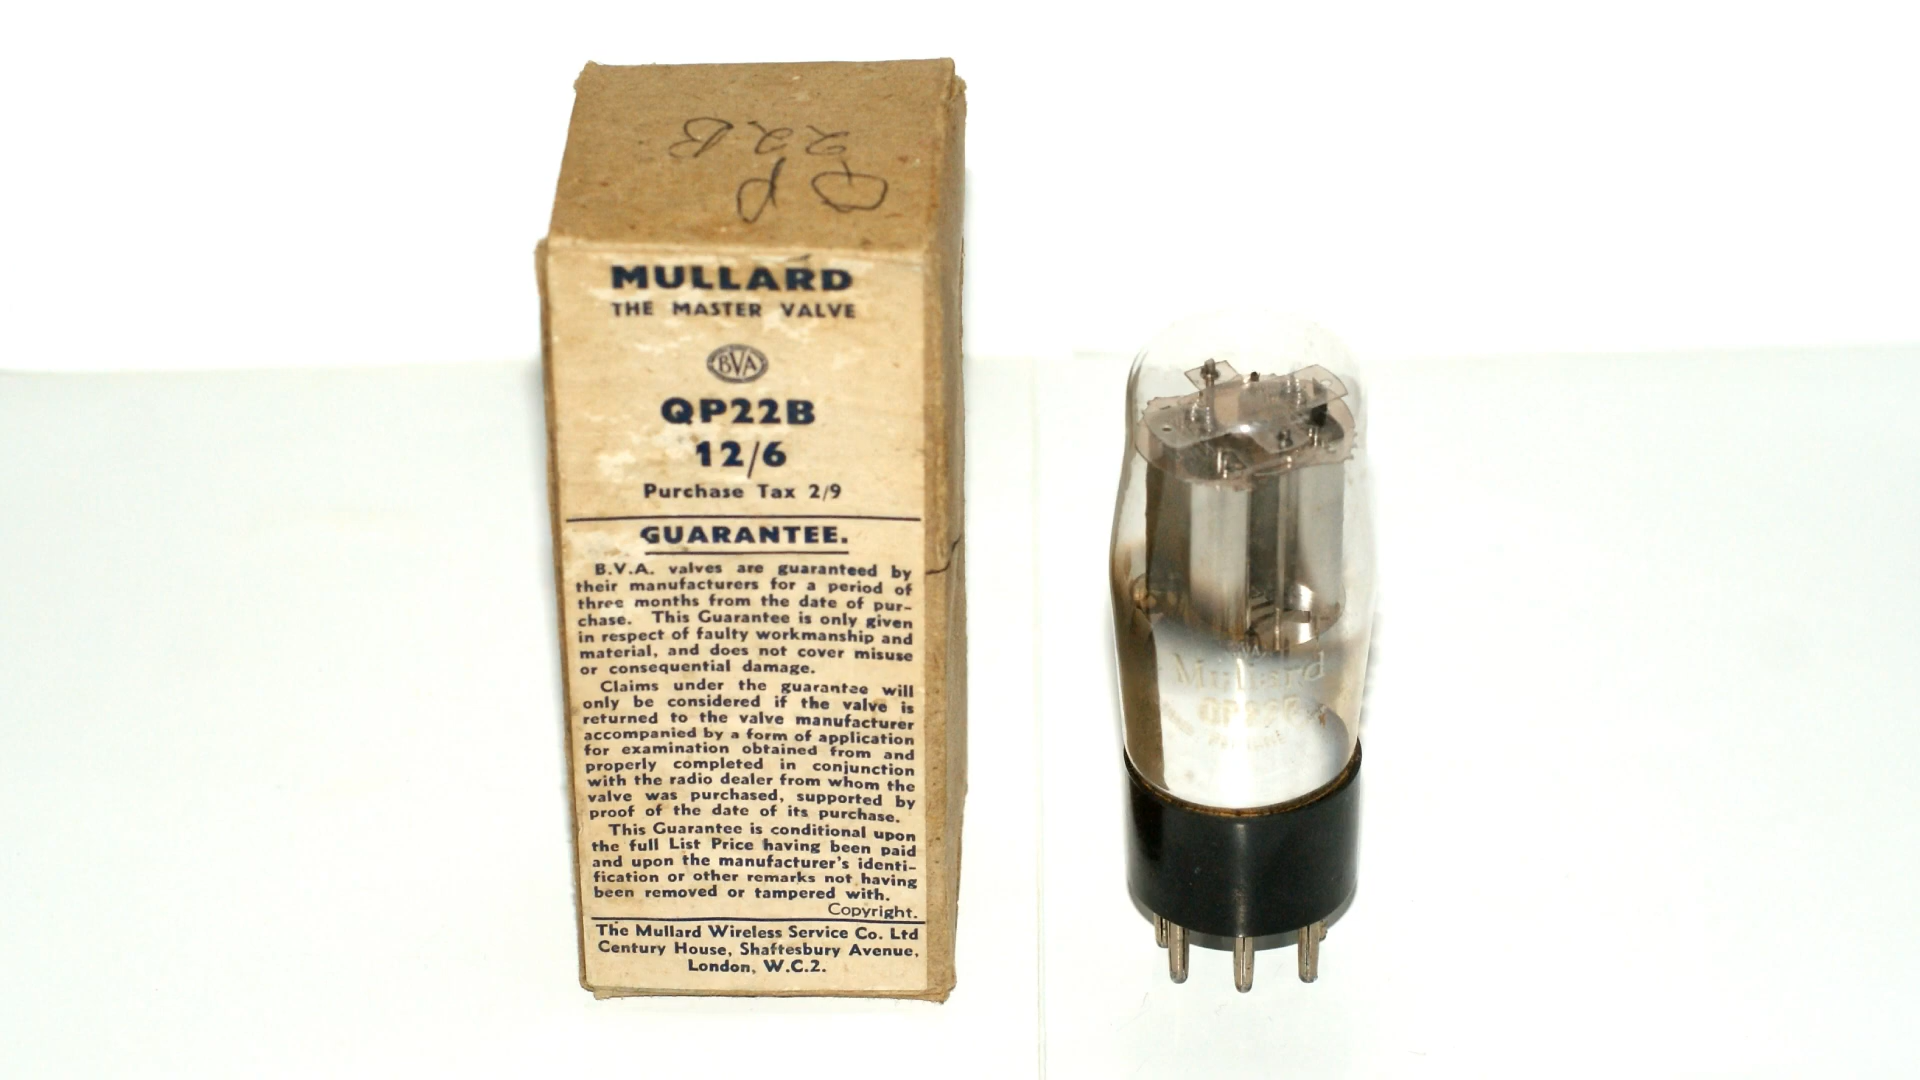 QP
22B
MULLARD
THE MASTER VALVE
BVA
QP22B
12/6
Purchase Tax 2/9
GUARANTEE.
B.V.A. valves are guaranteed by
their manufacturers for a period of
three months from the date of pur-
chase. This Guarantee is only given
in respect of faulty workmanship and
material, and does not cover misuse
or consequential damage.
Claims under the guarantee will
only be considered if the valve is
returned to the valve manufacturer
accompanied by a form of application
for examination obtained from and
properly completed in conjunction
with the radio dealer from whom the
valve was purchased, supported by
proof of the date of its purchase.
This Guarantee is conditional upon
the full List Price having been paid
and upon the manufacturer's identi-
fication or other remarks not having
been removed or tampered with.
Copyright.
The Mullard Wireless Service Co. Ltd
Century House, Shaftesbury Avenue,
London, W.C.2.
Mullard